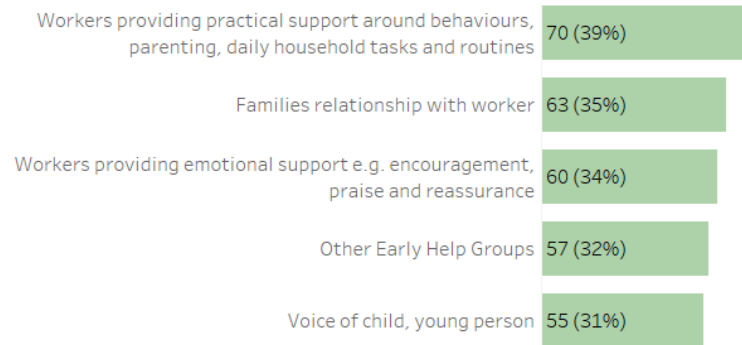 Workers providing practical support around behaviours,
parenting, daily household tasks and routines
70 (39%)
Families relationship with worker
63 (35%)
Workers providing emotional support e.g. encouragement,
praise and reassurance
60 (34%)
Other Early Help Groups
57 (32%)
Voice of child, young person
55 (31%)